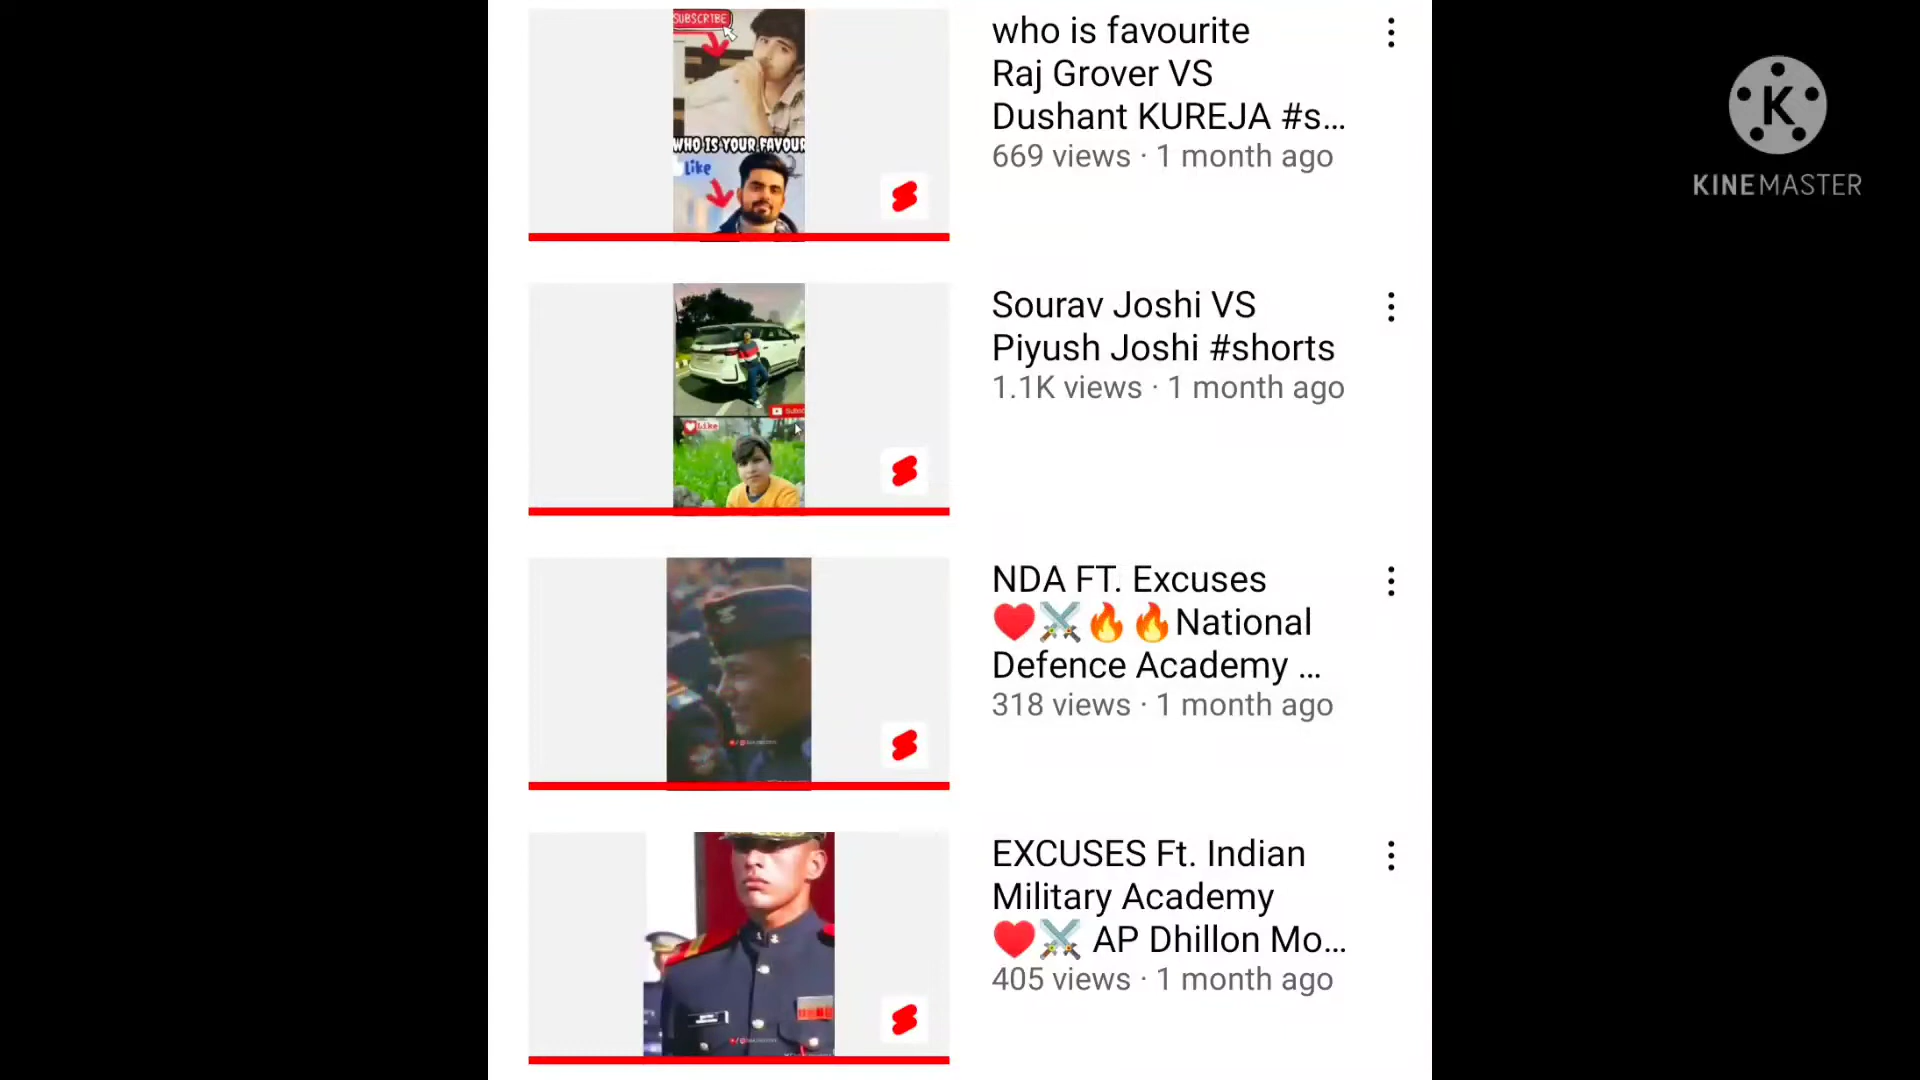 SUBSCRIBE
WHO IS YOUR FAVOUR
Like
who is favourite
Raj Grover VS
Dushant KUREJA #s...
669 views · 1 month ago
Like
Sourav Joshi VS
Piyush Joshi #shorts
1.1K views · 1 month ago
NDA FT. Excuses
❤️⚔️🔥🔥National
Defence Academy ...
318 views · 1 month ago
EXCUSES Ft. Indian
Military Academy
❤️⚔️ AP Dhillon Mo...
405 views · 1 month ago
K
KINEMASTER